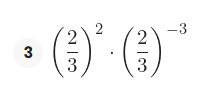 3 (2/3)² · (2/3)⁻³